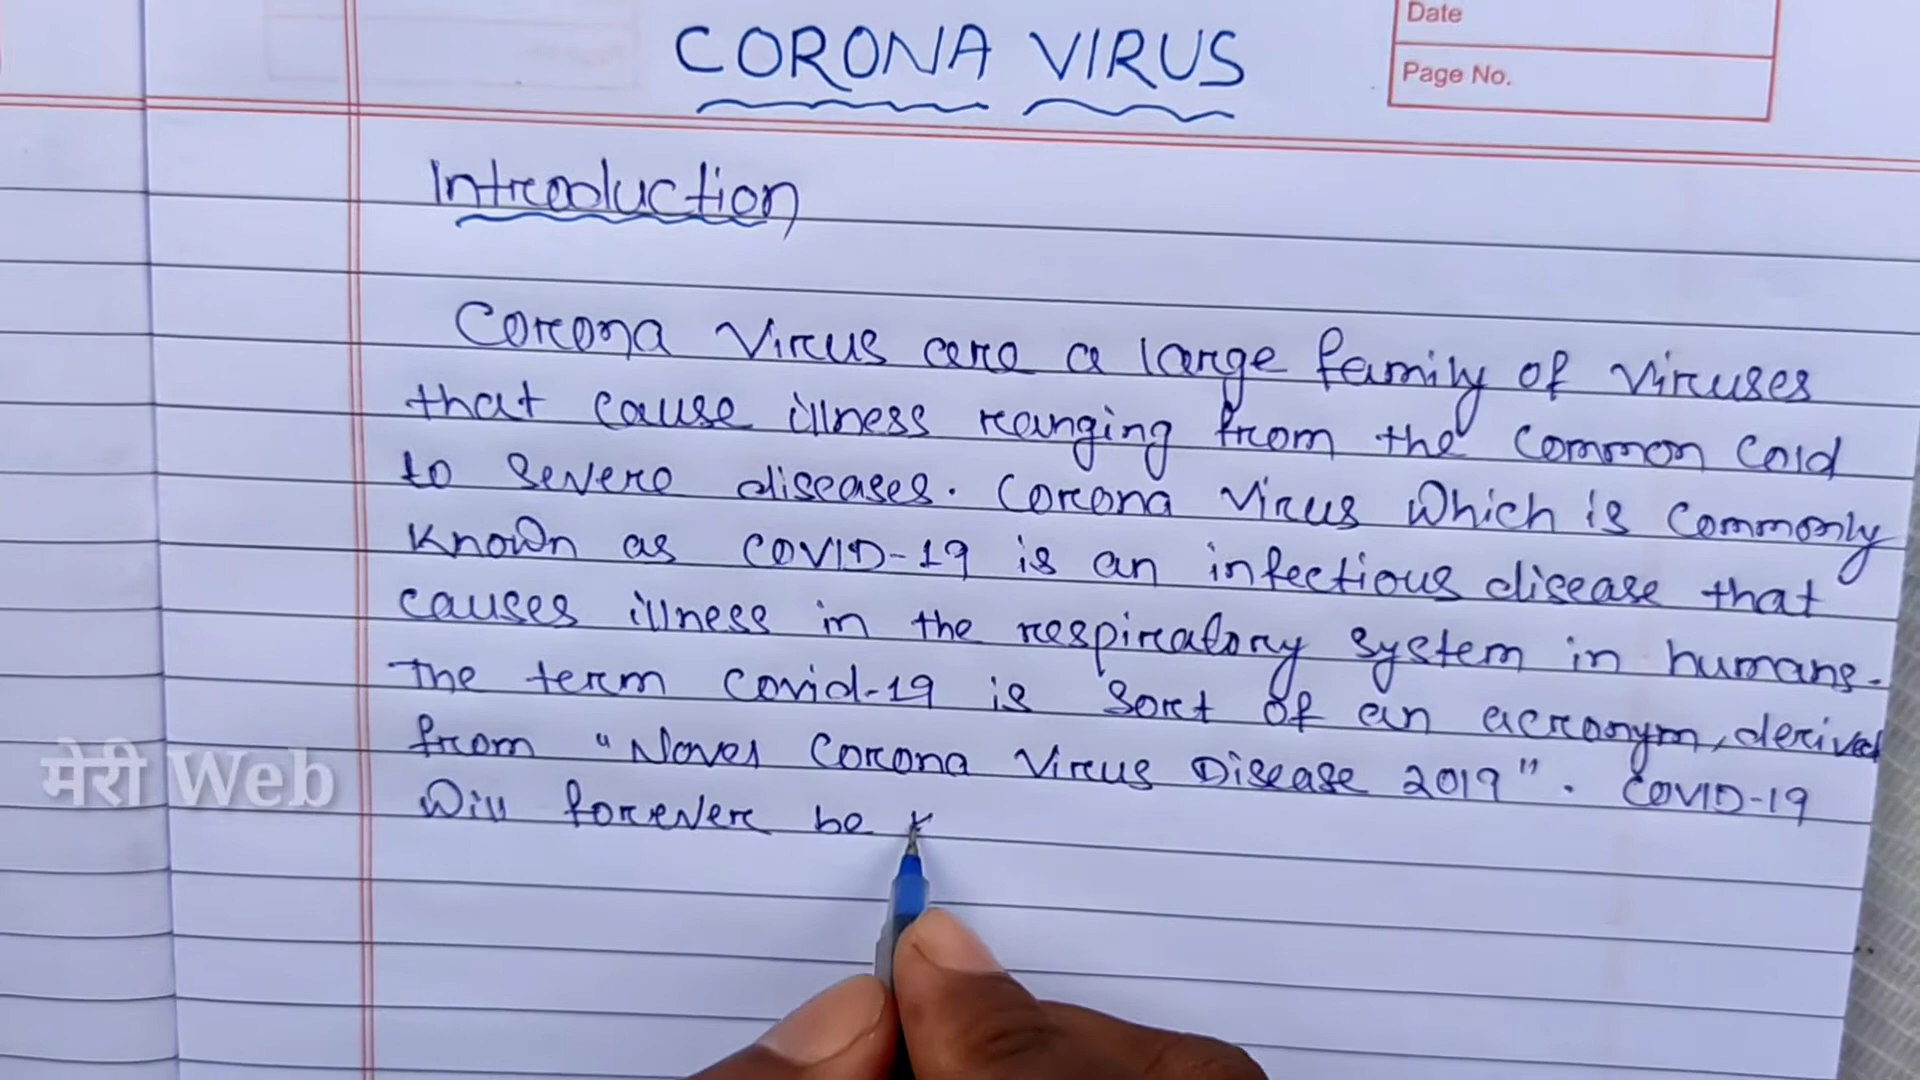 CORONA VIRUS
Date
Page No.
Introduction
Corona Virus are a large family of Viruses
that cause illness ranging from the Common Cold
to Severe diseases. Corona Virus Which is Commonly
Known as COVID-19 is an infectious disease that
causes illness in the respiratory System in humans.
The term Covid-19 is Sort of an acronym, derived
from "Novel Corona Virus Disease 2019". COVID-19
Will forever be
मेरी Web